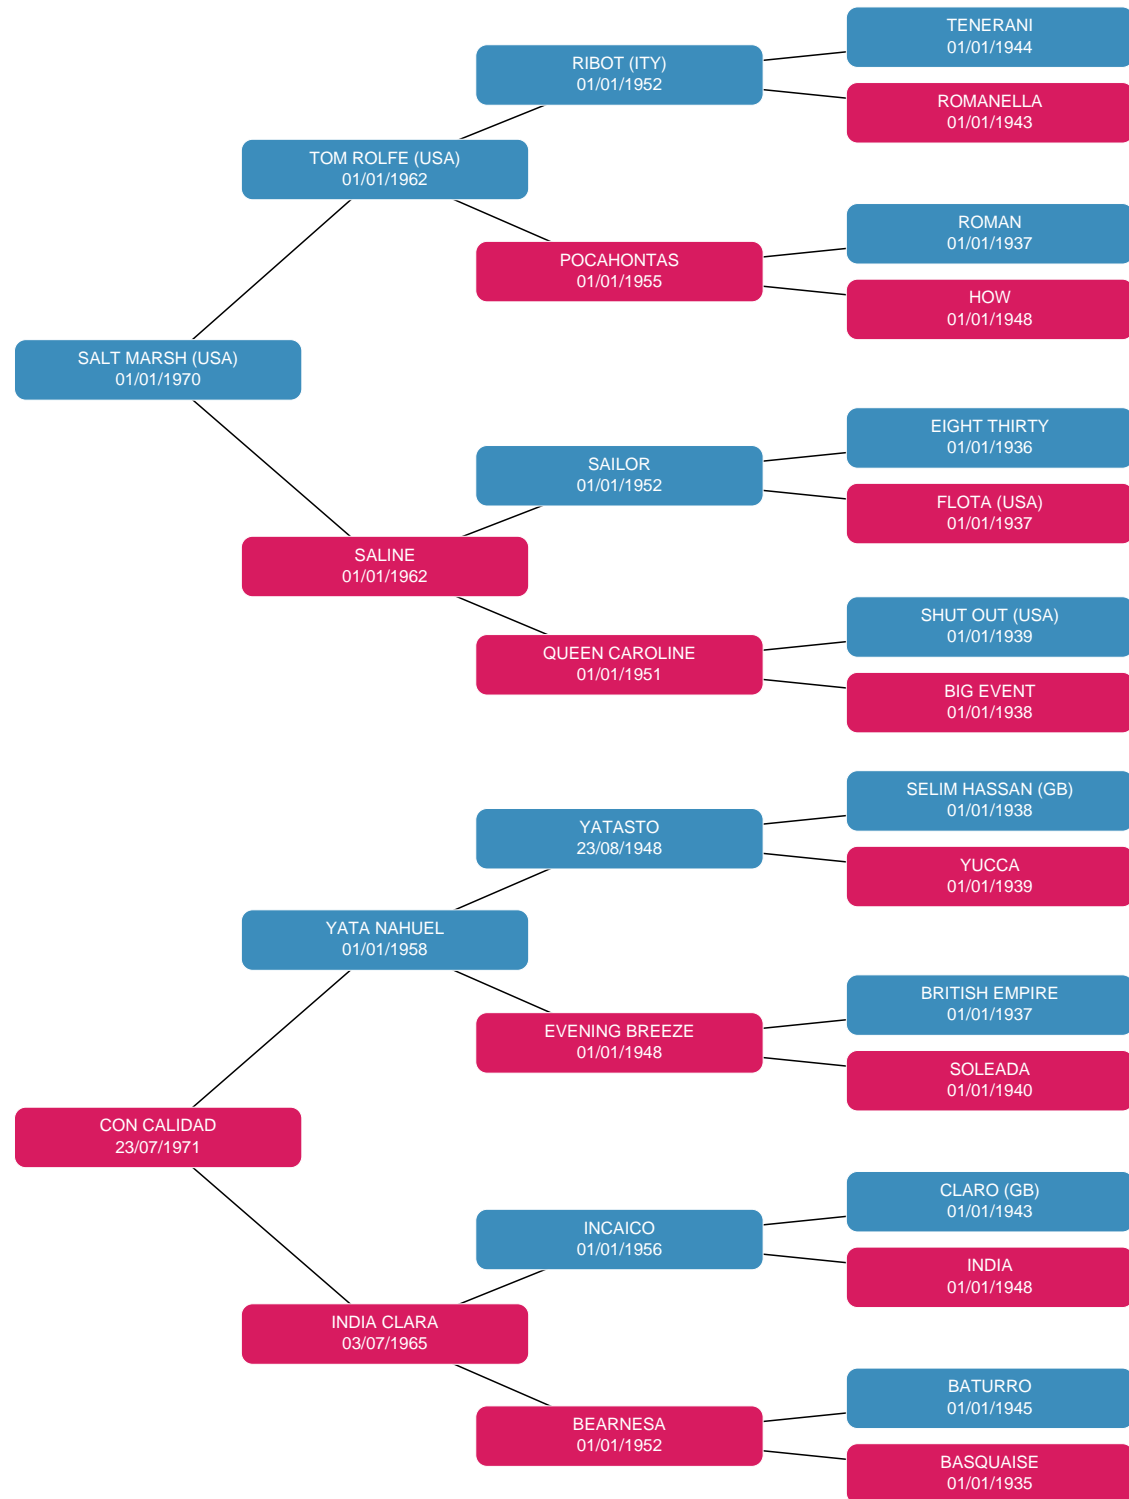 TENERANI
01/01/1944
RIBOT (ITY)
01/01/1952
ROMANELLA
01/01/1943
TOM ROLFE (USA)
01/01/1962
ROMAN
01/01/1937
POCAHONTAS
01/01/1955
HOW
01/01/1948
SALT MARSH (USA)
01/01/1970
EIGHT THIRTY
01/01/1936
SAILOR
01/01/1952
FLOTA (USA)
01/01/1937
SALINE
01/01/1962
SHUT OUT (USA)
01/01/1939
QUEEN CAROLINE
01/01/1951
BIG EVENT
01/01/1938
SELIM HASSAN (GB)
01/01/1938
YATASTO
23/08/1948
YUCCA
01/01/1939
YATA NAHUEL
01/01/1958
BRITISH EMPIRE
01/01/1937
EVENING BREEZE
01/01/1948
SOLEADA
01/01/1940
CON CALIDAD
23/07/1971
CLARO (GB)
01/01/1943
INCAICO
01/01/1956
INDIA
01/01/1948
INDIA CLARA
03/07/1965
BATURRO
01/01/1945
BEARNESA
01/01/1952
BASQUAISE
01/01/1935